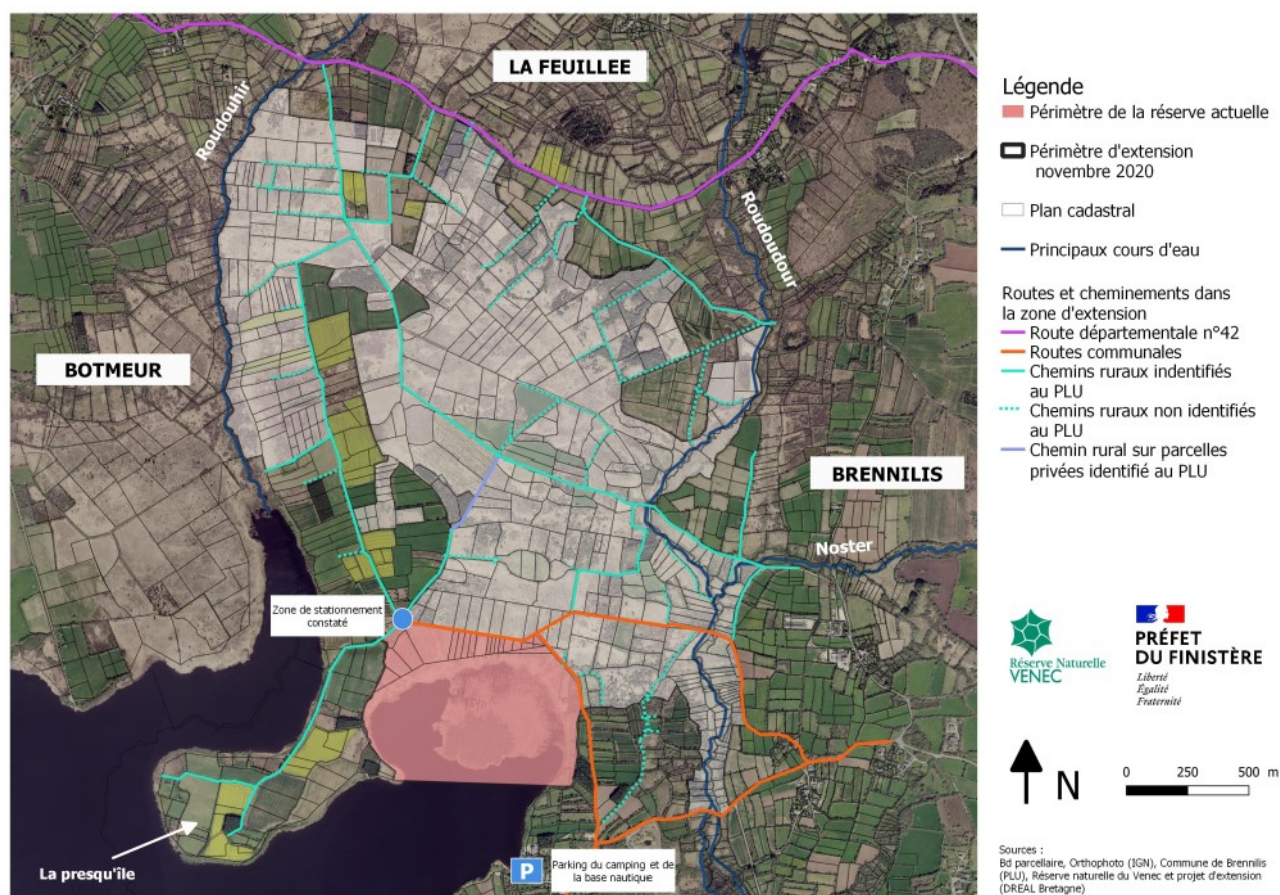 LA FEUILLEE
Roudouhir
Roudoudour
BOTMEUR
BRENNILIS
Noster
Zone de stationnement
constaté
La presqu'île
P
Parking du camping et de
la base nautique
Légende
Périmètre de la réserve actuelle
Périmètre d'extension
novembre 2020
Plan cadastral
Principaux cours d'eau
Routes et cheminements dans
la zone d'extension
Route départementale n°42
Routes communales
Chemins ruraux indentifiés
au PLU
Chemins ruraux non identifiés
au PLU
Chemin rural sur parcelles
privées identifié au PLU
Réserve Naturelle
VENEC
PRÉFET
DU FINISTÈRE
Liberté
Égalité
Fraternité
N
0 250 500 m
Sources :
Bd parcellaire, Orthophoto (IGN), Commune de Brennilis
(PLU), Réserve naturelle du Venec et projet d'extension
(DREAL Bretagne)